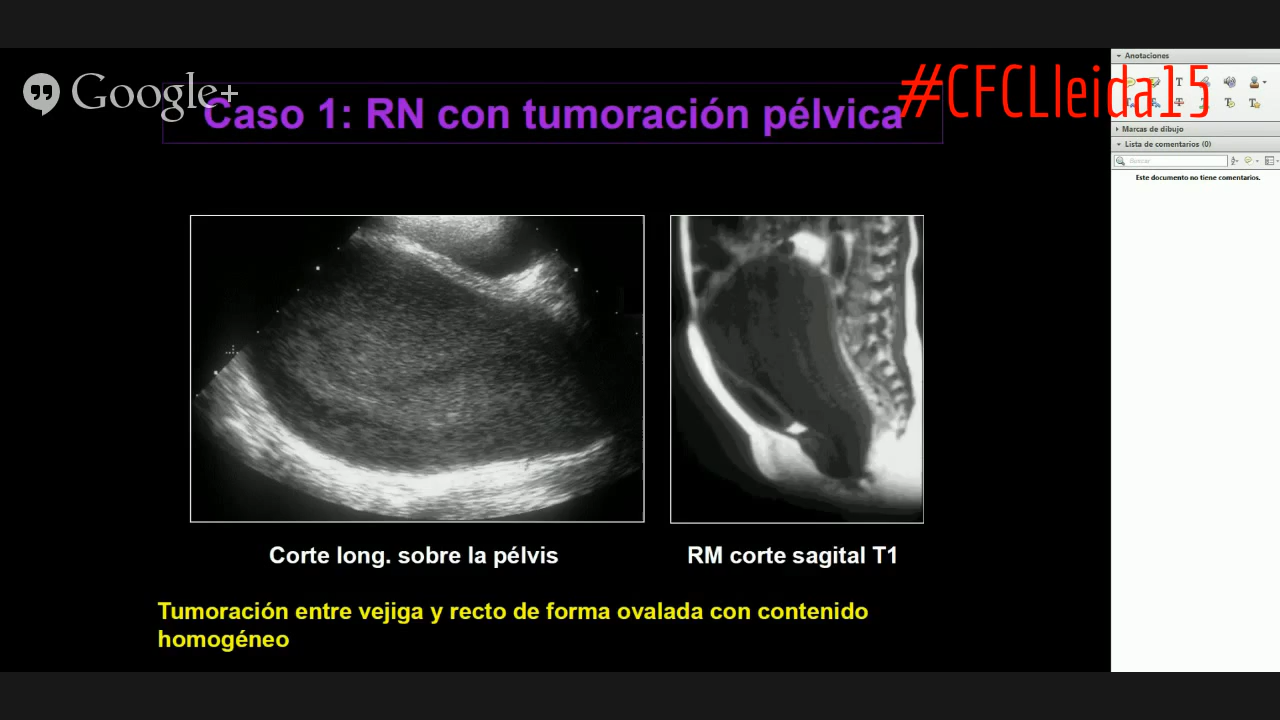 Google+
#CFCLleida15
Caso 1: RN con tumoración pélvica
Corte long. sobre la pélvis
RM corte sagital T1
Tumoración entre vejiga y recto de forma ovalada con contenido
homogéneo
Anotaciones
Marcas de dibujo
Lista de comentarios (0)
Buscar
Este documento no tiene comentarios.